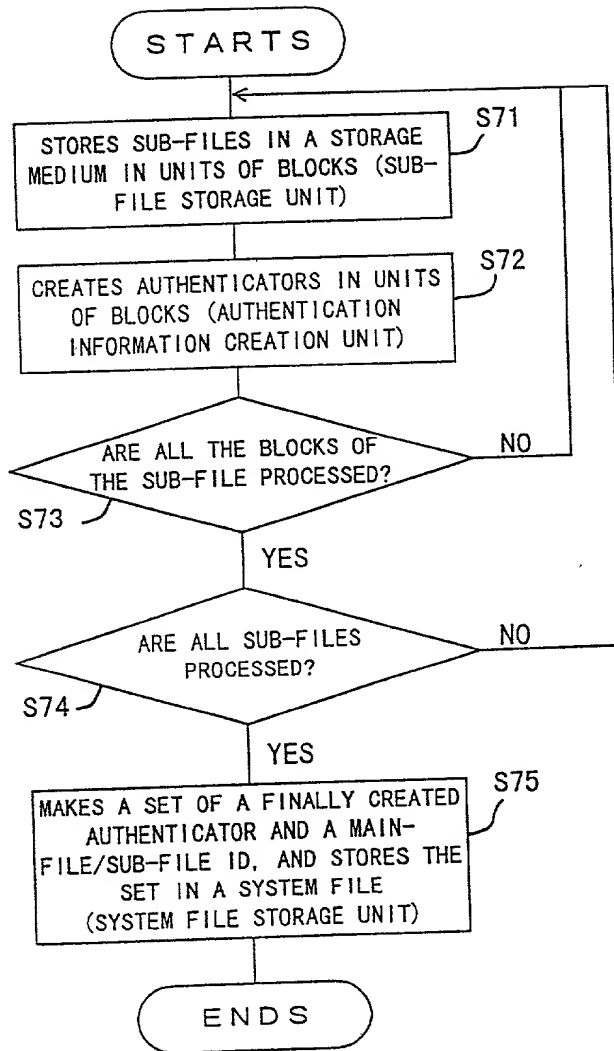 STARTS
STORES SUB-FILES IN A STORAGE
MEDIUM IN UNITS OF BLOCKS (SUB-
FILE STORAGE UNIT)
S71
CREATES AUTHENTICATORS IN UNITS
OF BLOCKS (AUTHENTICATION
INFORMATION CREATION UNIT)
S72
ARE ALL THE BLOCKS OF
THE SUB-FILE PROCESSED?
NO
S73
YES
ARE ALL SUB-FILES
PROCESSED?
NO
S74
YES
MAKES A SET OF A FINALLY CREATED
AUTHENTICATOR AND A MAIN-
FILE/SUB-FILE ID, AND STORES THE
SET IN A SYSTEM FILE
(SYSTEM FILE STORAGE UNIT)
S75
ENDS